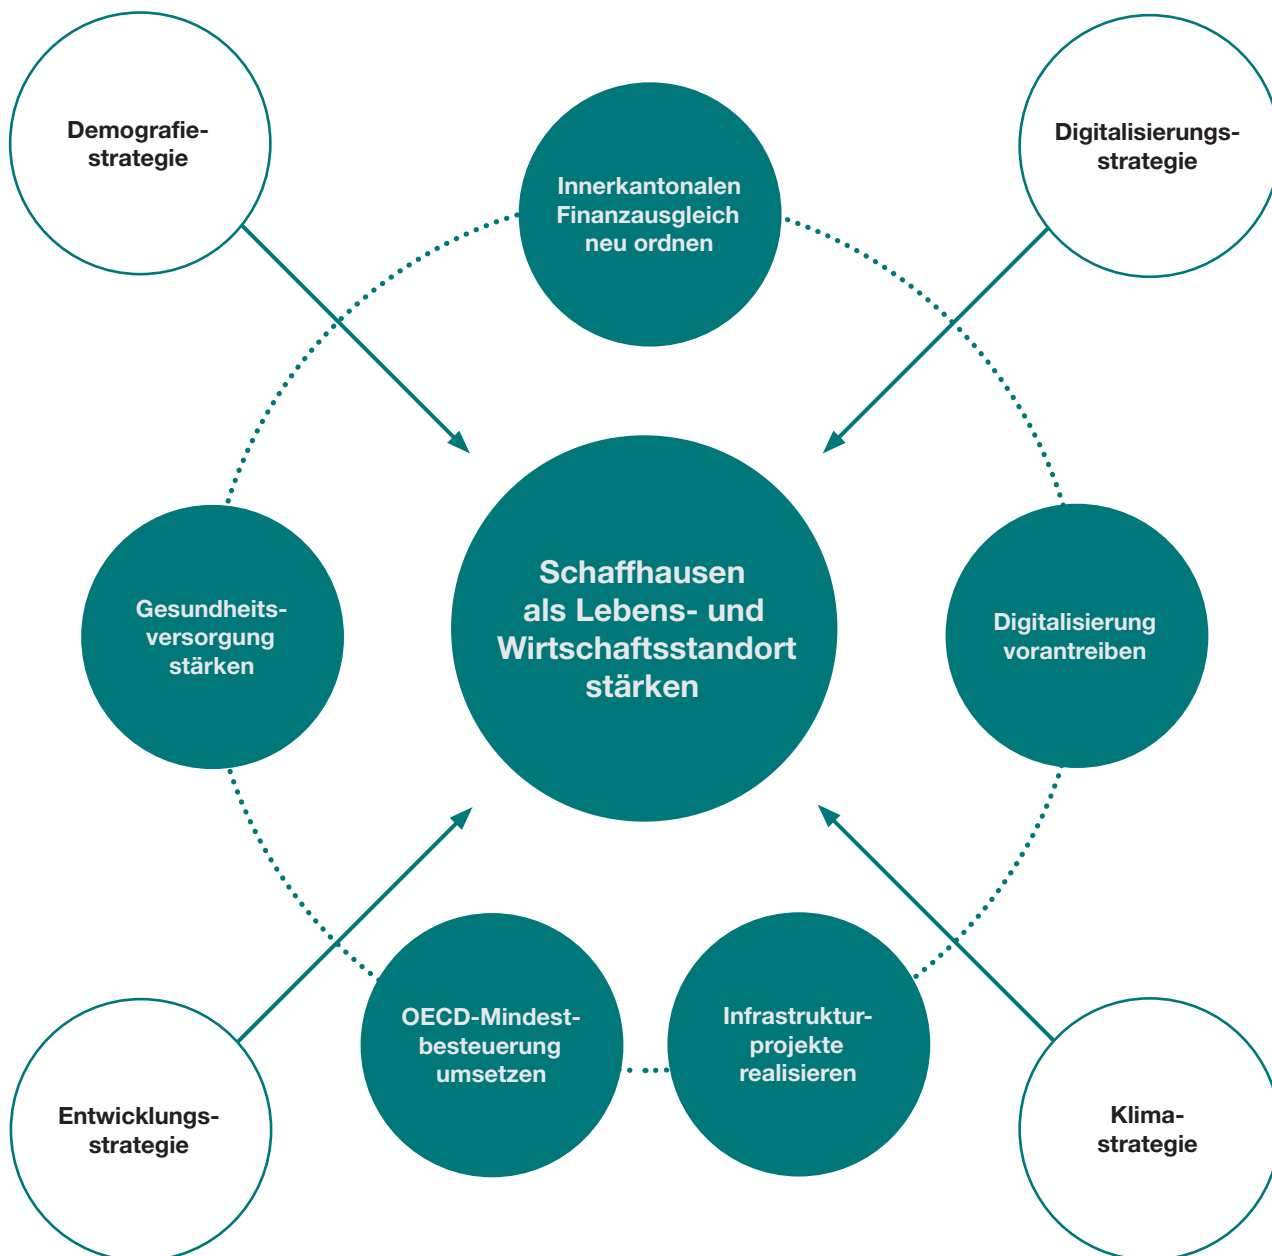 Demografie-
strategie
Digitalisierungs-
strategie
Innerkantonalen
Finanzausgleich
neu ordnen
Gesundheits-
versorgung
stärken
Schaffhausen
als Lebens- und
Wirtschaftsstandort
stärken
Digitalisierung
vorantreiben
OECD-Mindest-
besteuerung
umsetzen
Infrastruktur-
projekte
realisieren
Entwicklungs-
strategie
Klima-
strategie